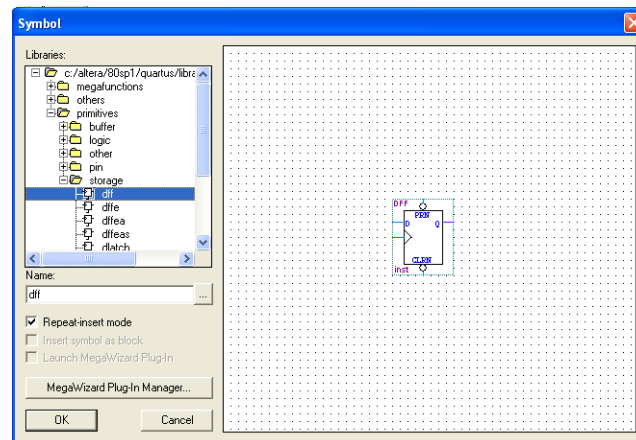 Symbol
Libraries:
c:/altera/80sp1/quartus/libra
megafunctions
others
primitives
buffer
logic
other
pin
storage
dff
dffe
dffea
dffeas
dlatch
Name:
dff
...
Repeat-insert mode
Insert symbol as block
Launch MegaWizard Plug-In
MegaWizard Plug-In Manager...
OK
Cancel
DFF
PRN
D
Q
CLRN
inst